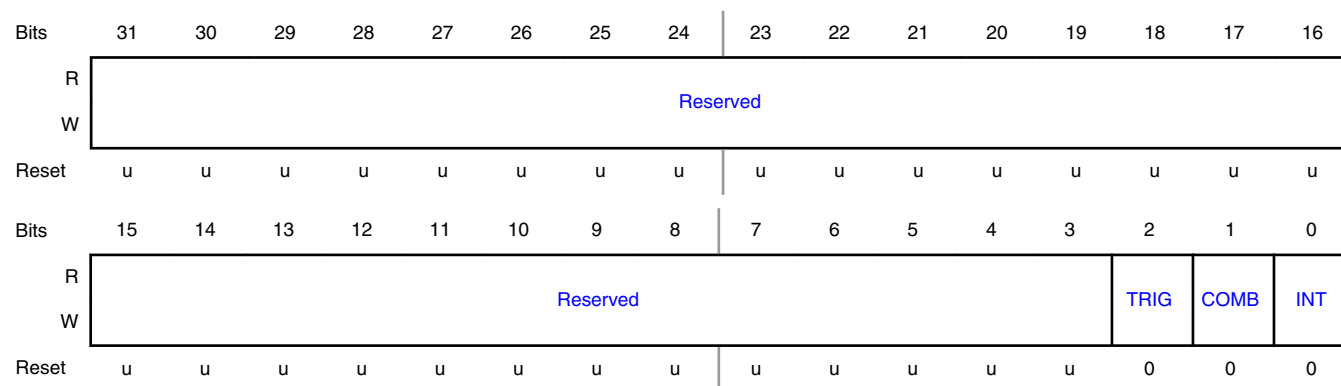 Bits 31 30 29 28 27 26 25 24 23 22 21 20 19 18 17 16
R
Reserved
W
Reset u u u u u u u u u u u u u u u u
Bits 15 14 13 12 11 10 9 8 7 6 5 4 3 2 1 0
R
Reserved TRIG COMB INT
W
Reset u u u u u u u u u u u u u 0 0 0